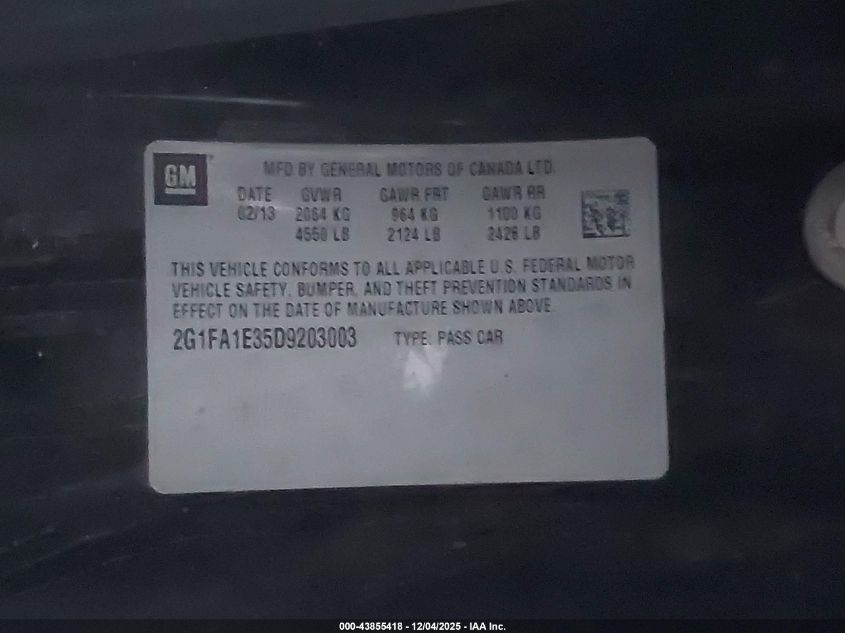 GM
MFD BY GENERAL MOTORS OF CANADA LTD.
DATE GVWR GAWR FRT GAWR RR
02/13 2064 KG 964 KG 1100 KG
4550 LB 2124 LB 2426 LB
THIS VEHICLE CONFORMS TO ALL APPLICABLE U.S. FEDERAL MOTOR
VEHICLE SAFETY, BUMPER, AND THEFT PREVENTION STANDARDS IN
EFFECT ON THE DATE OF MANUFACTURE SHOWN ABOVE.
2G1FA1E35D9203003 TYPE: PASS CAR
000-43855418 - 12/04/2025 - IAA Inc.